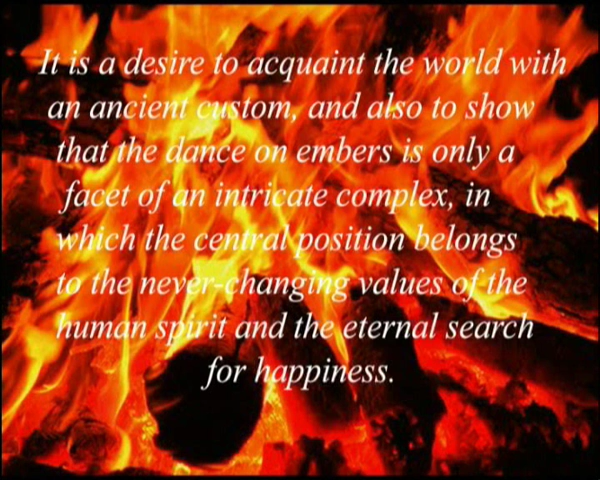 It is a desire to acquaint the world with
an ancient custom, and also to show
that the dance on embers is only a
facet of an intricate complex, in
which the central position belongs
to the never-changing values of the
human spirit and the eternal search
for happiness.